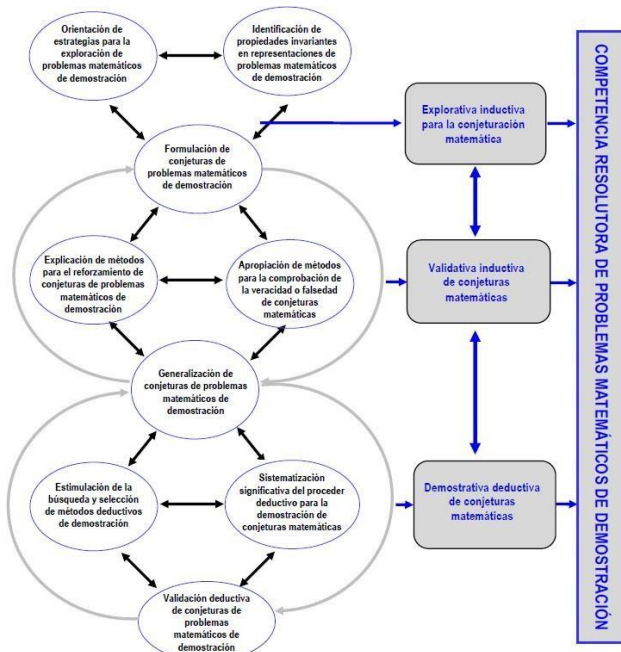 Orientación de
estrategias para la
exploración de
problemas matemáticos
de demostración
Identificación de
propiedades invariantes
en representaciones de
problemas matemáticos
de demostración
Formulación de
conjeturas de
problemas matemáticos
de demostración
Explorativa inductiva
para la conjeturación
matemática
Explicación de métodos
para el reforzamiento de
conjeturas de problemas
matemáticos de
demostración
Apropiación de métodos
para la comprobación de
la veracidad o falsedad
de conjeturas
matemáticas
Validativa inductiva
de conjeturas
matemáticas
Generalización de
conjeturas de problemas
matemáticos de
demostración
Estimulación de la
búsqueda y selección
de métodos deductivos
de demostración
Sistematización
significativa del proceder
deductivo para la
demostración de
conjeturas matemáticas
Demostrativa deductiva
de conjeturas
matemáticas
Validación deductiva
de conjeturas de
problemas
matemáticos de
demostración
COMPETENCIA RESOLUTORA DE PROBLEMAS MATEMÁTICOS DE DEMOSTRACIÓN